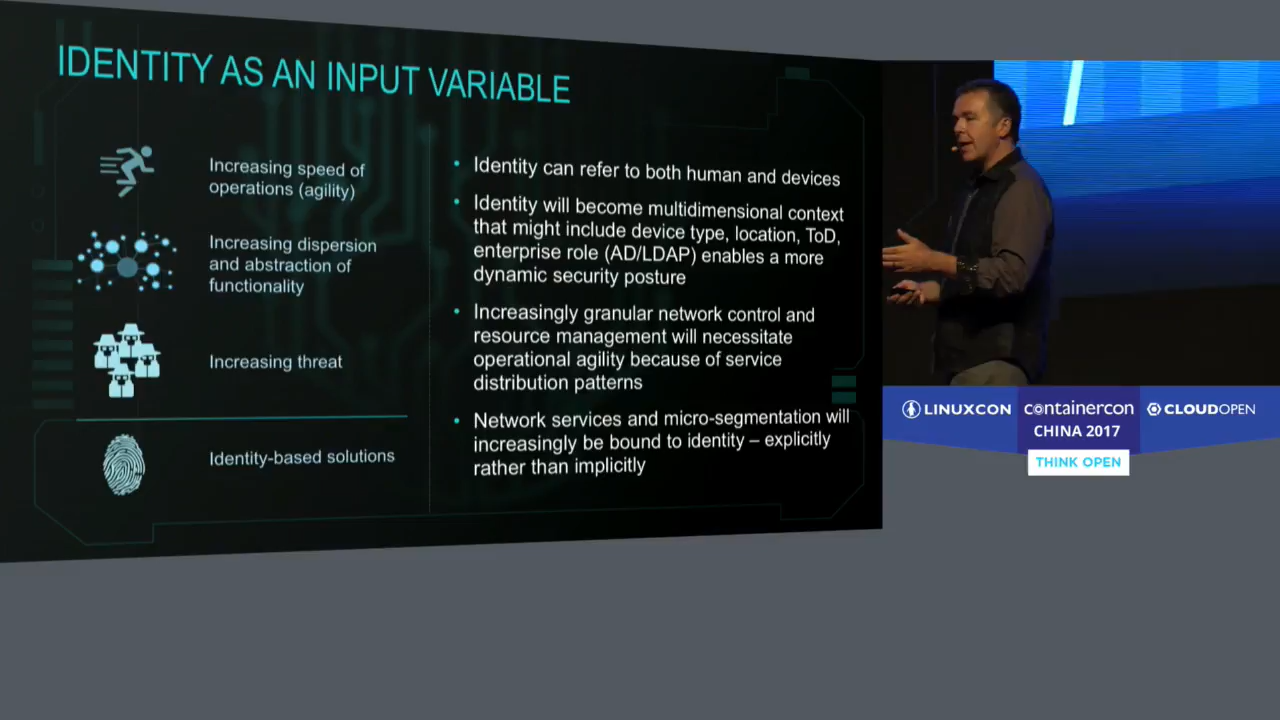 IDENTITY AS AN INPUT VARIABLE
Increasing speed of
operations (agility)
Increasing dispersion
and abstraction of
functionality
Increasing threat
Identity-based solutions
• Identity can refer to both human and devices
• Identity will become multidimensional context
that might include device type, location, ToD,
enterprise role (AD/LDAP) enables a more
dynamic security posture
• Increasingly granular network control and
resource management will necessitate
operational agility because of service
distribution patterns
• Network services and micro-segmentation will
increasingly be bound to identity – explicitly
rather than implicitly
LINUXCON
containercon
CLOUDOPEN
CHINA 2017
THINK OPEN